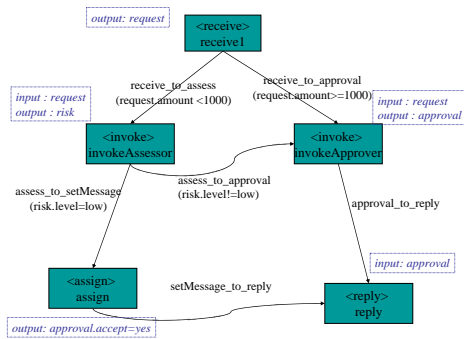 output: request
<receive>
receive1
receive_to_assess
(request.amount <1000)
receive_to_approval
(request.amount>=1000)
input : request
output : risk
input : request
output : approval
<invoke>
invokeAssessor
<invoke>
invokeApprover
assess_to_setMessage
(risk.level=low)
assess_to_approval
(risk.level!=low)
approval_to_reply
input: approval
<assign>
assign
setMessage_to_reply
<reply>
reply
output: approval.accept=yes